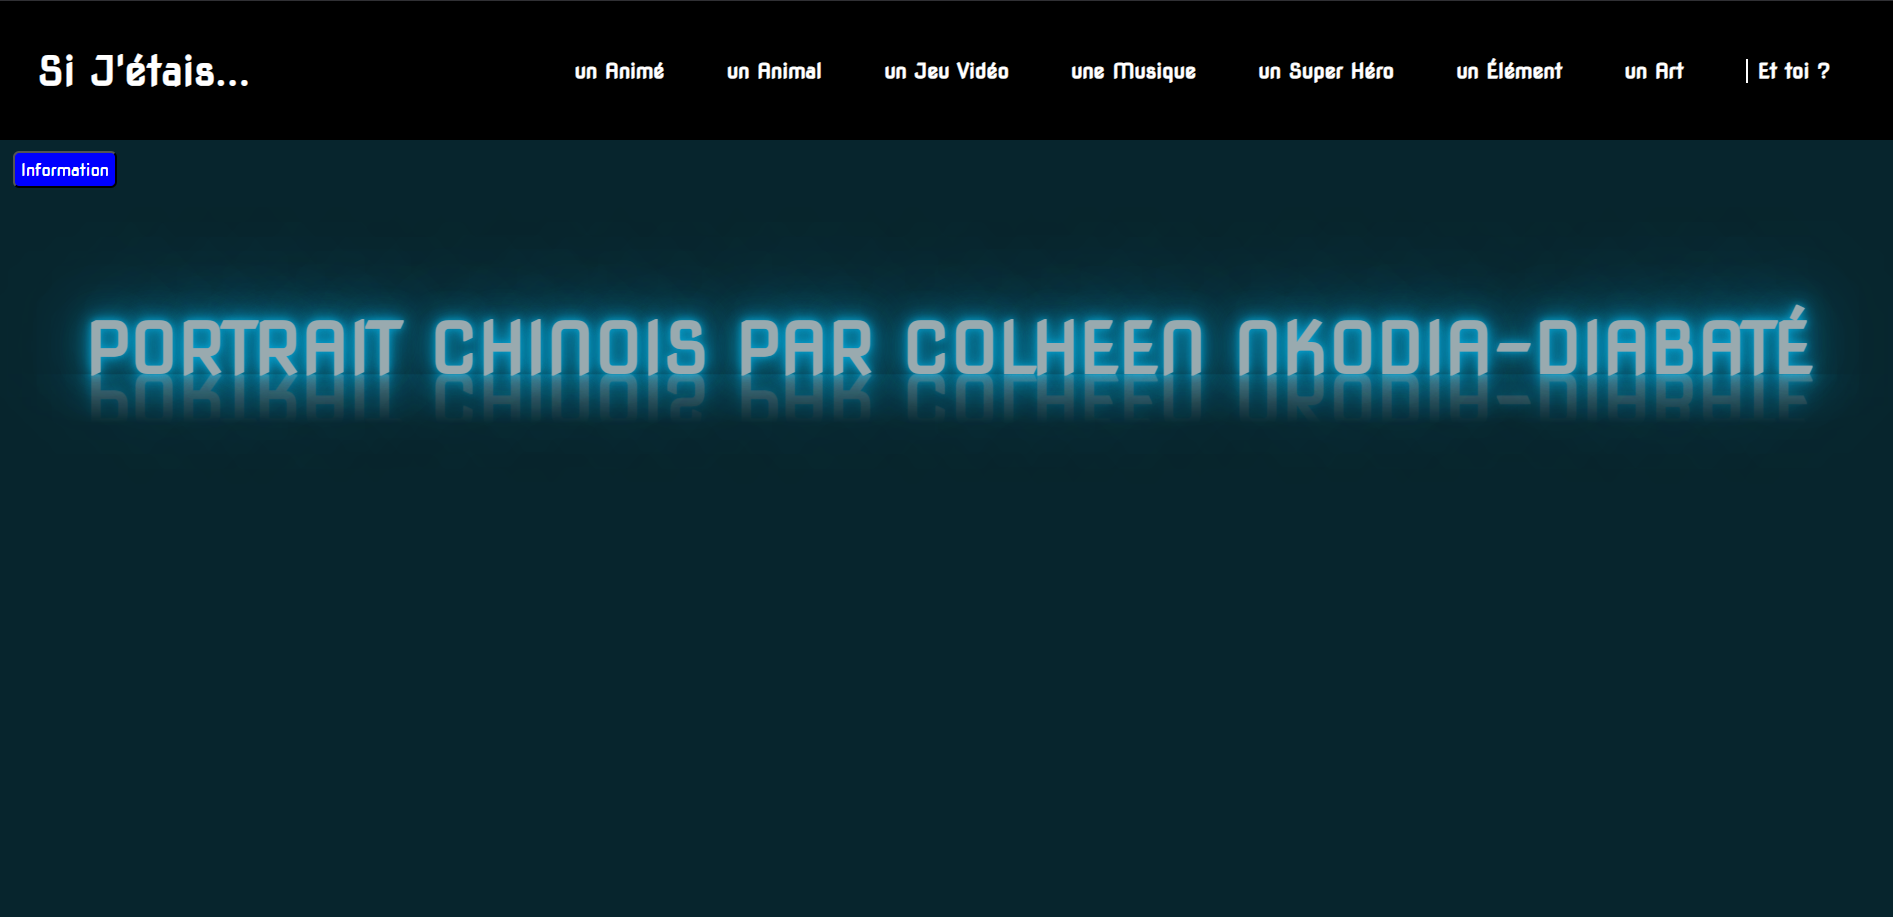 Si J'étais...
un Animé
un Animal
un Jeu Vidéo
une Musique
un Super Héro
un Élément
un Art
Et toi ?
Information
PORTRAIT CHINOIS PAR COLHEEN NKODIA-DIABATÉ